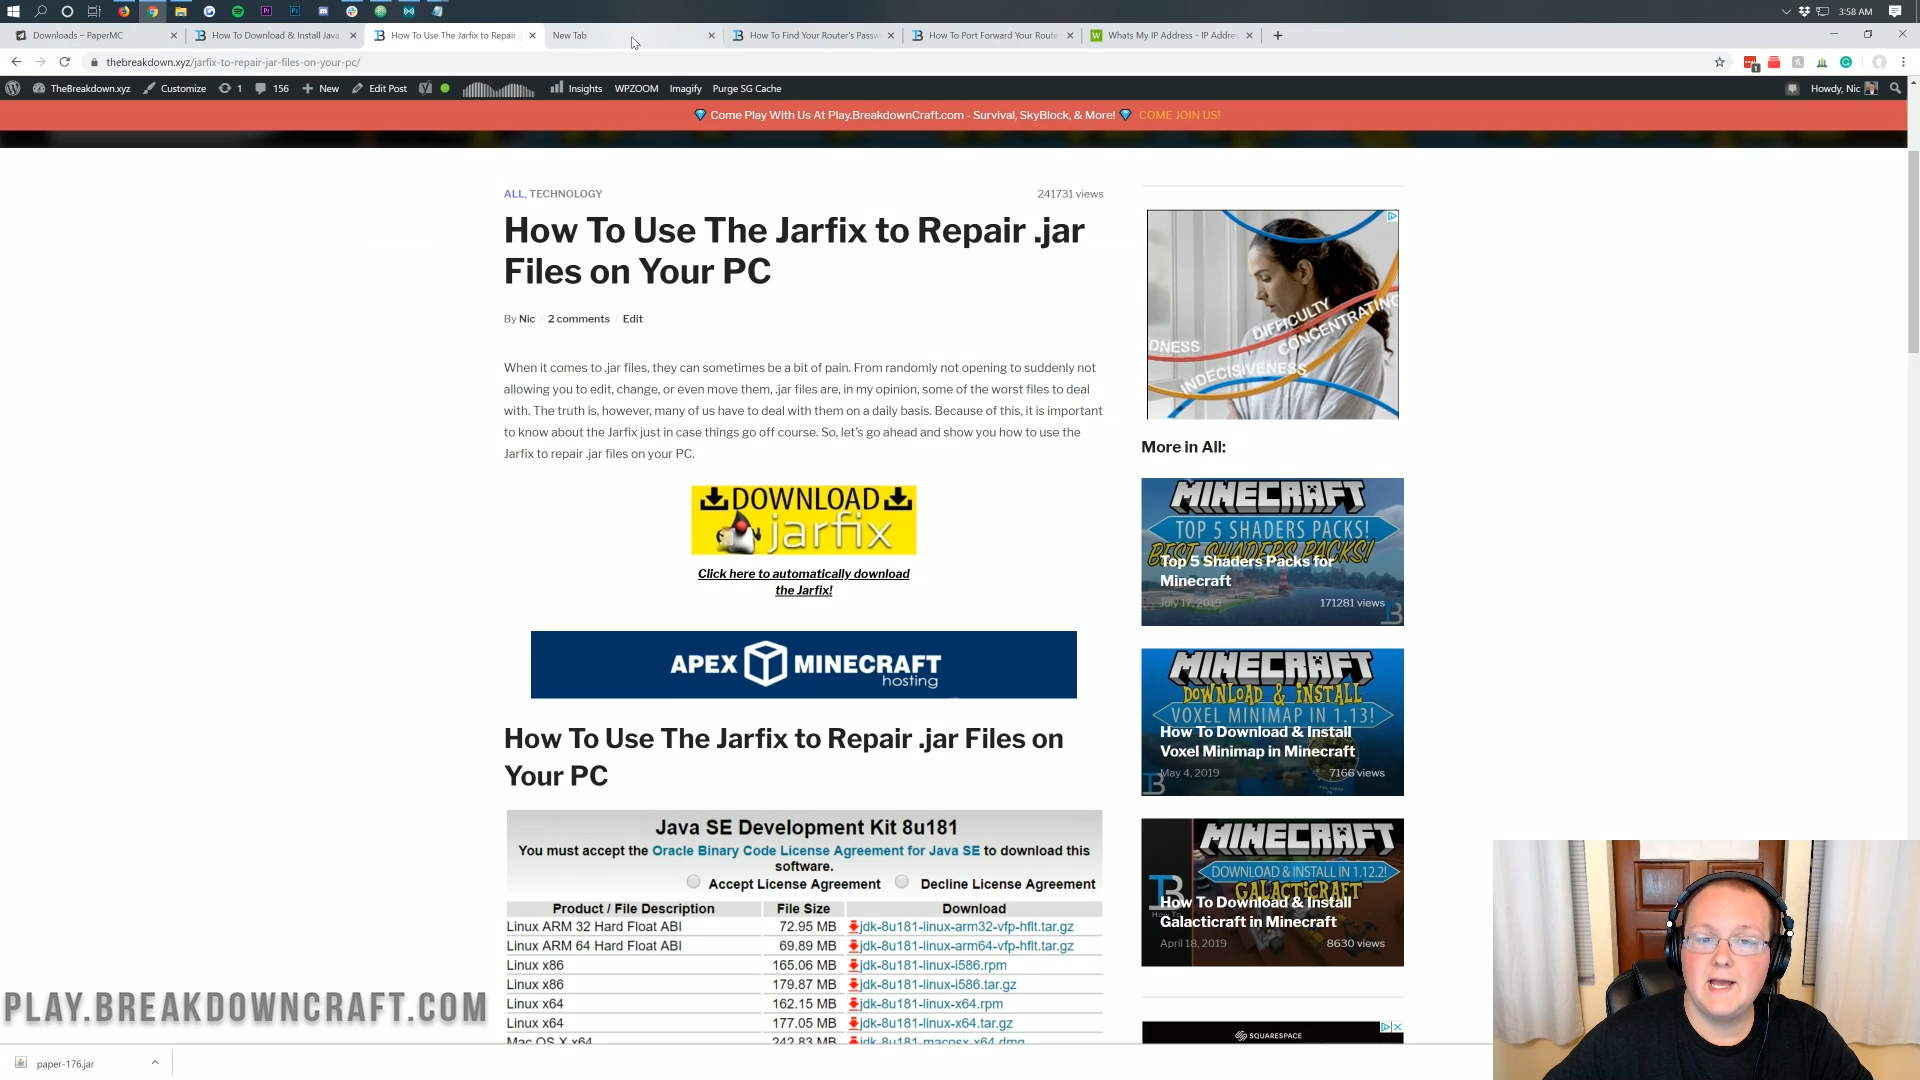 3:58 AM
Downloads – PaperMC
How To Download & Install Java
How To Use The Jarfix to Repair .
New Tab
How To Find Your Router's Passw
How To Port Forward Your Route
Whats My IP Address - IP Addre
thebreakdown.xyz/jarfix-to-repair-jar-files-on-your-pc/
TheBreakdown.xyz
Customize
1
156
New
Edit Post
Insights
WPZOOM
Imagify
Purge SG Cache
Howdy, Nic
Come Play With Us At Play.BreakdownCraft.com - Survival, SkyBlock, & More! COME JOIN US!
ALL, TECHNOLOGY
241731 views
How To Use The Jarfix to Repair .jar
Files on Your PC
By Nic / 2 comments / Edit
When it comes to .jar files, they can sometimes be a bit of pain. From randomly not opening to suddenly not
allowing you to edit, change, or even move them, .jar files are, in my opinion, some of the worst files to deal
with. The truth is, however, many of us have to deal with them on a daily basis. Because of this, it is important
to know about the Jarfix just in case things go off course. So, let's go ahead and show you how to use the
Jarfix to repair .jar files on your PC.
DOWNLOAD
jarfix
Click here to automatically download
the Jarfix!
APEX MINECRAFT
hosting
How To Use The Jarfix to Repair .jar Files on
Your PC
Java SE Development Kit 8u181
You must accept the Oracle Binary Code License Agreement for Java SE to download this
software.
Accept License Agreement Decline License Agreement
Product / File Description File Size Download
Linux ARM 32 Hard Float ABI 72.95 MB jdk-8u181-linux-arm32-vfp-hflt.tar.gz
Linux ARM 64 Hard Float ABI 69.89 MB jdk-8u181-linux-arm64-vfp-hflt.tar.gz
Linux x86 165.06 MB jdk-8u181-linux-i586.rpm
Linux x86 179.87 MB jdk-8u181-linux-i586.tar.gz
Linux x64 162.15 MB jdk-8u181-linux-x64.rpm
Linux x64 177.05 MB jdk-8u181-linux-x64.tar.gz
Mac OS X x64 242.83 MB jdk-8u181-macosx-x64.dmg
DIFFICULTY
CONCENTRATING
DNESS
INDECISIVENESS
More in All:
MINECRAFT
TOP 5 SHADERS PACKS!
BEST SHADERS PACKS!
Top 5 Shaders Packs for
Minecraft
July 17, 2019
171281 views
MINECRAFT
DOWNLOAD & INSTALL
VOXEL MINIMAP IN 1.13!
How To Download & Install
Voxel Minimap in Minecraft
May 4, 2019
7166 views
MINECRAFT
DOWNLOAD & INSTALL IN 1.12.2!
GALACTICRAFT
How To Download & Install
Galacticraft in Minecraft
April 18, 2019
8630 views
SQUARESPACE
PLAY.BREAKDOWNCRAFT.COM
paper-176.jar